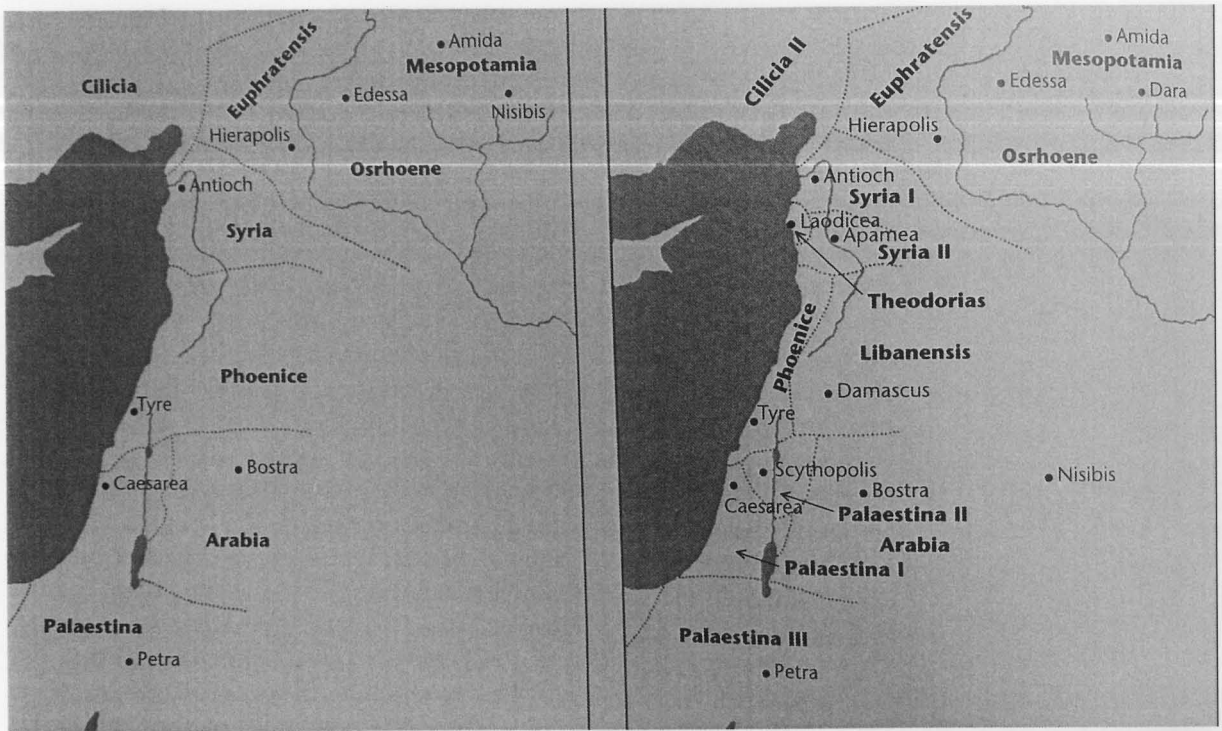 Amida
Mesopotamia
Cilicia
Euphratensis
Edessa
Nisibis
Hierapolis
Osrhoene
Antioch
Syria
Phoenice
Tyre
Bostra
Caesarea
Arabia
Palaestina
Petra
Cilicia II
Euphratensis
Amida
Mesopotamia
Edessa
Dara
Hierapolis
Osrhoene
Antioch
Syria I
Laodicea
Apamea
Syria II
Theodorias
Phoenice
Libanensis
Damascus
Tyre
Scythopolis
Nisibis
Bostra
Caesarea
Palaestina II
Arabia
Palaestina I
Palaestina III
Petra